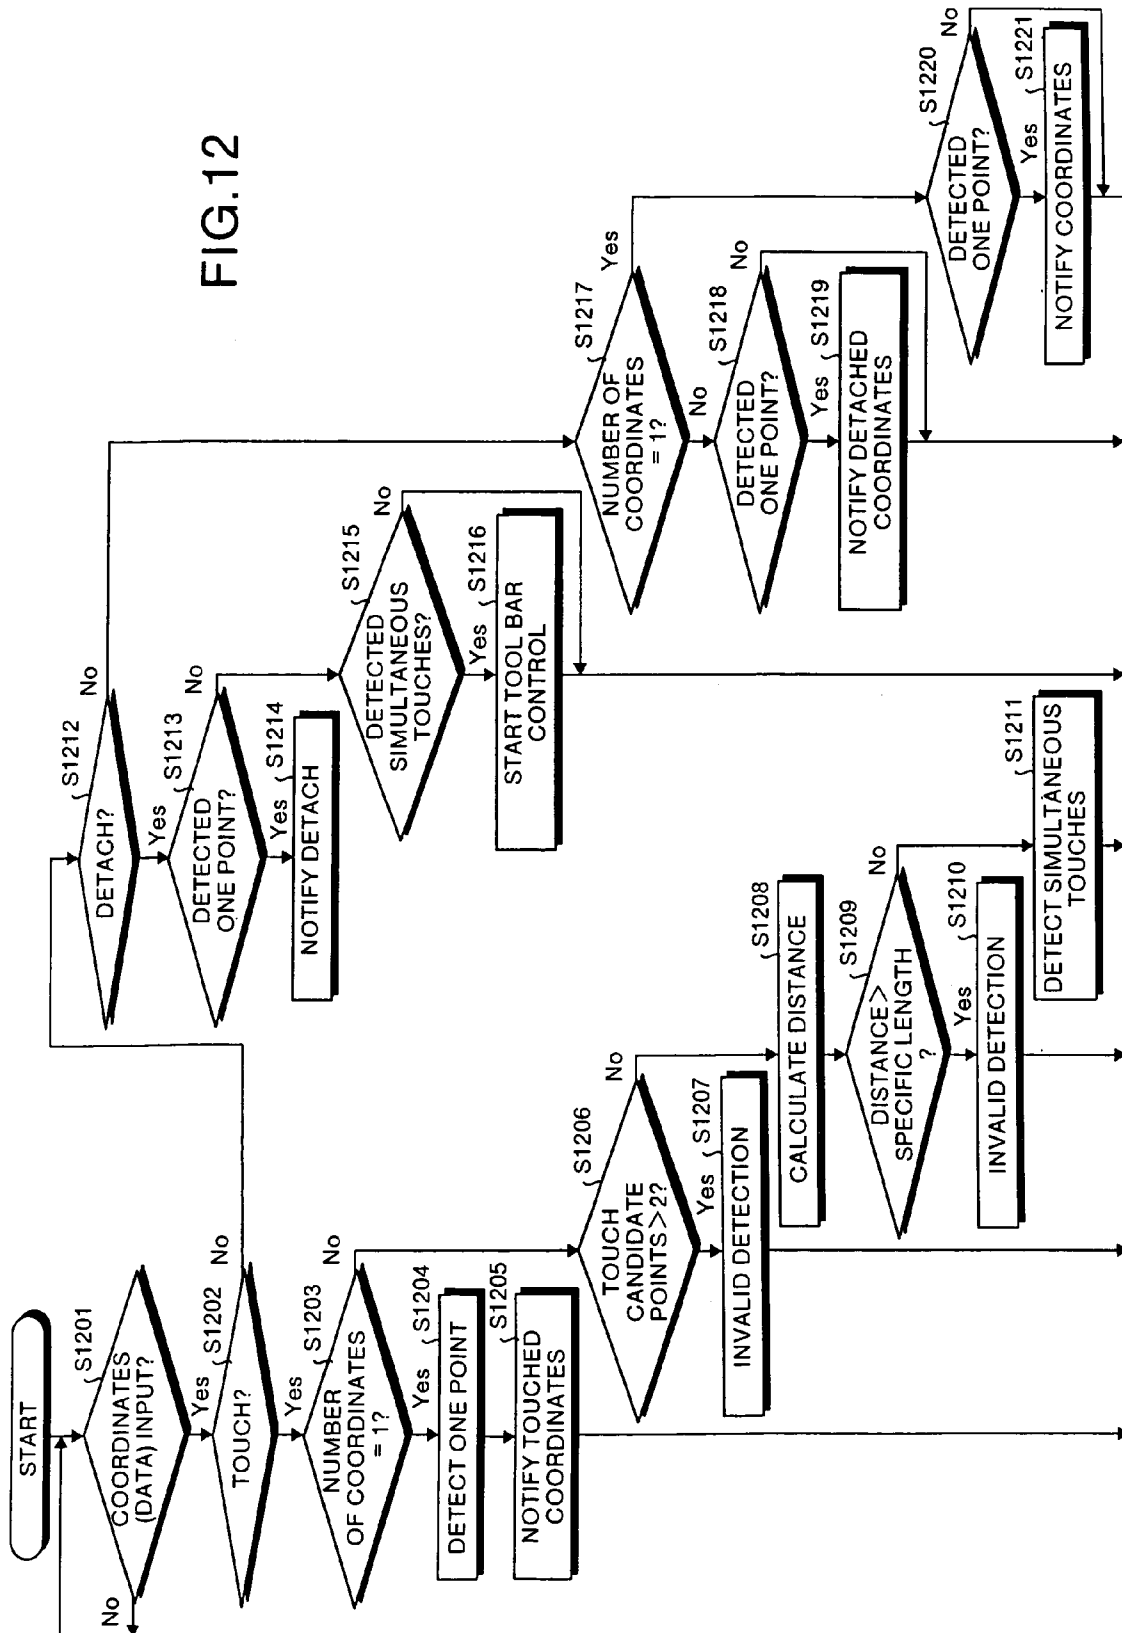 FIG.12
START
S1201
COORDINATES
(DATA) INPUT?
No
Yes
S1202
TOUCH?
No
Yes
S1203
NUMBER
OF COORDINATES
= 1?
No
Yes
S1204
DETECT ONE POINT
S1205
NOTIFY TOUCHED
COORDINATES
S1206
TOUCH
CANDIDATE
POINTS>2?
No
Yes
S1207
INVALID DETECTION
S1208
CALCULATE DISTANCE
S1209
DISTANCE>
SPECIFIC LENGTH
?
No
Yes
S1210
INVALID DETECTION
S1211
DETECT SIMULTANEOUS
TOUCHES
S1212
DETACH?
No
Yes
S1213
DETECTED
ONE POINT?
No
Yes
S1214
NOTIFY DETACH
S1215
DETECTED
SIMULTANEOUS
TOUCHES?
No
Yes
S1216
START TOOL BAR
CONTROL
S1217
NUMBER OF
COORDINATES
= 1?
Yes
No
S1218
DETECTED
ONE POINT?
No
Yes
S1219
NOTIFY DETACHED
COORDINATES
S1220
DETECTED
ONE POINT?
No
Yes
S1221
NOTIFY COORDINATES